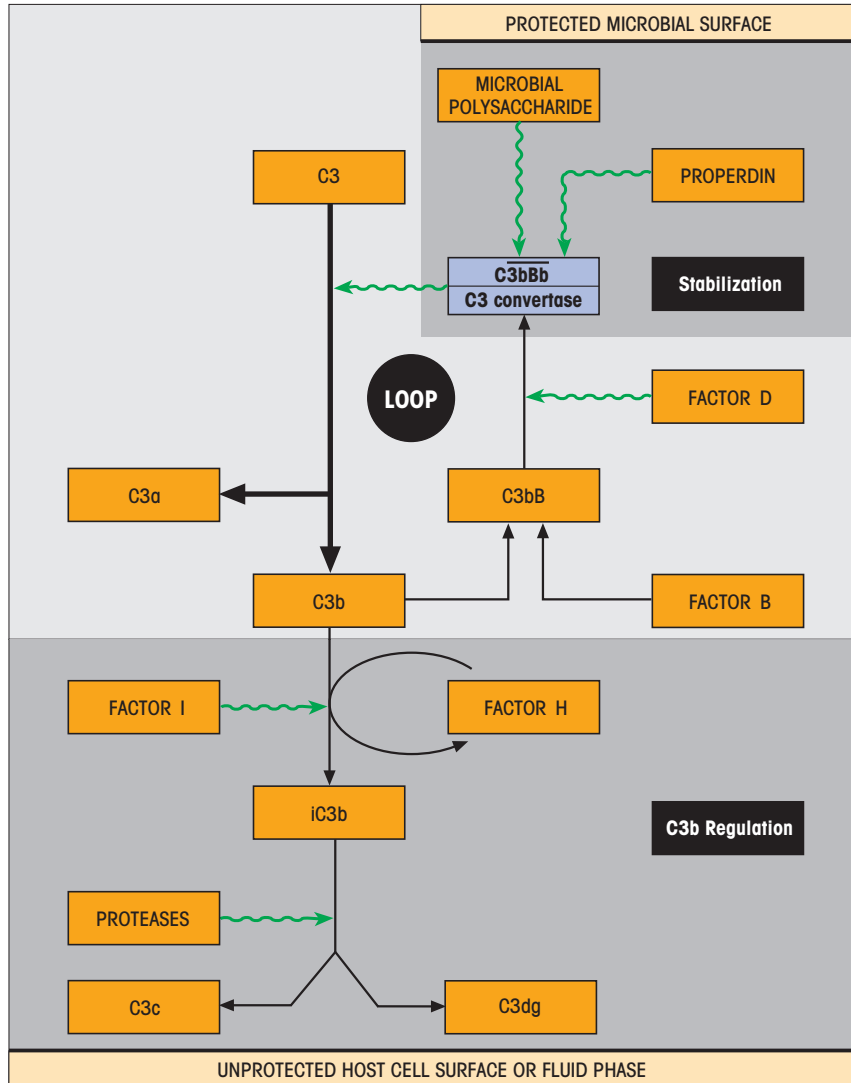 PROTECTED MICROBIAL SURFACE
MICROBIAL
POLYSACCHARIDE
C3
PROPERDIN
C3bBb
C3 convertase
Stabilization
LOOP
FACTOR D
C3a
C3bB
C3b
FACTOR B
FACTOR I
FACTOR H
iC3b
C3b Regulation
PROTEASES
C3c
C3dg
UNPROTECTED HOST CELL SURFACE OR FLUID PHASE